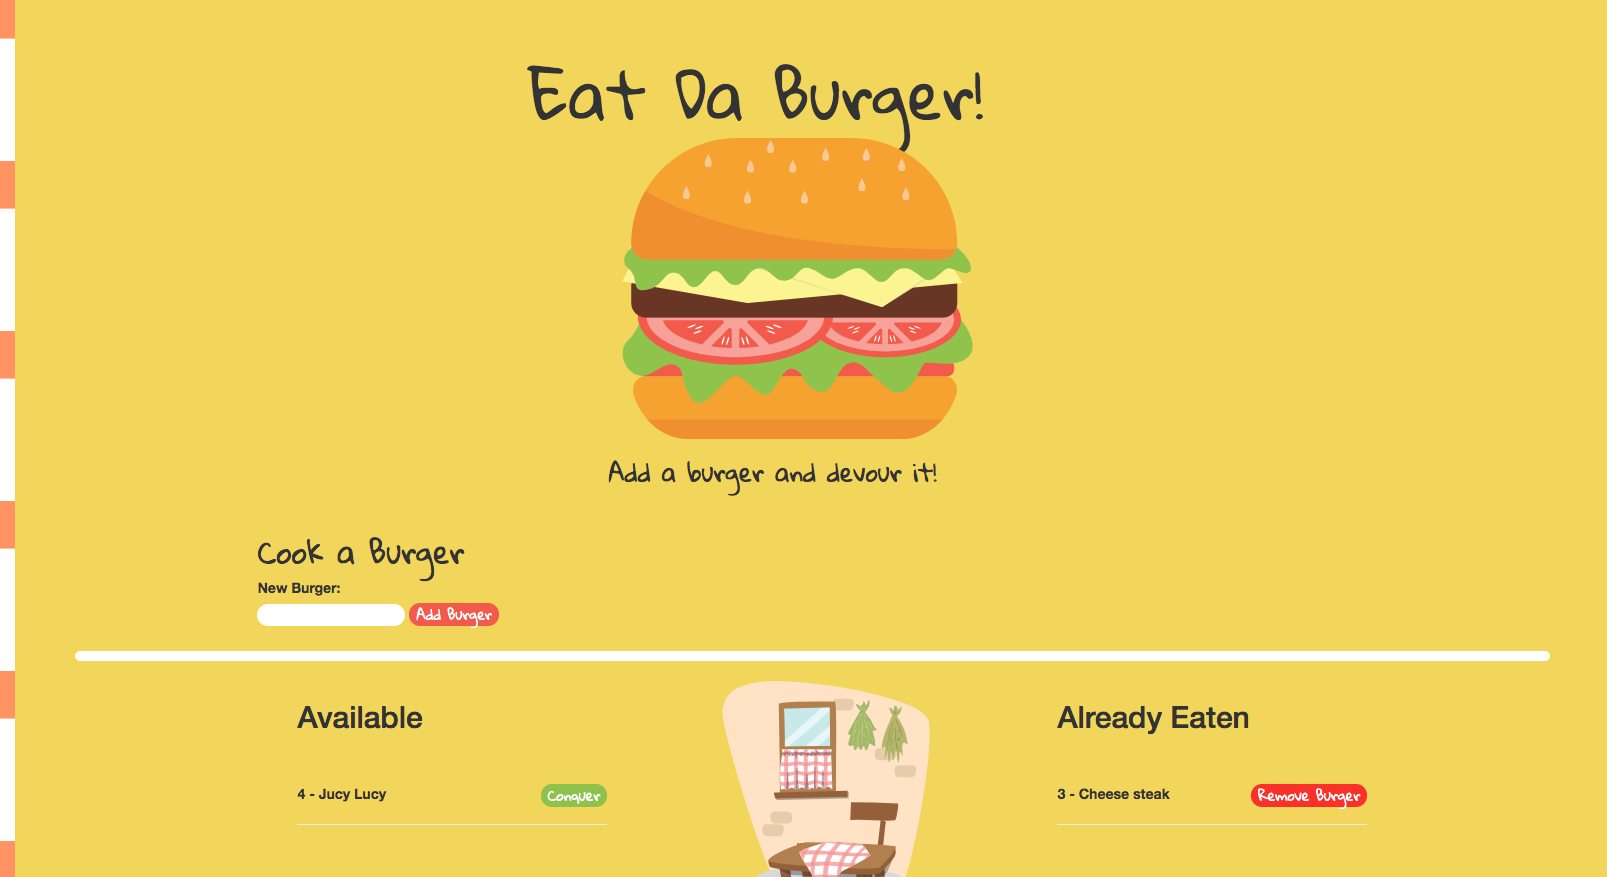 Eat Da Burger!
Add a burger and devour it!
Cook a Burger
New Burger:
Add Burger
Available
Already Eaten
4 - Jucy Lucy
Conquer
3 - Cheese steak
Remove Burger